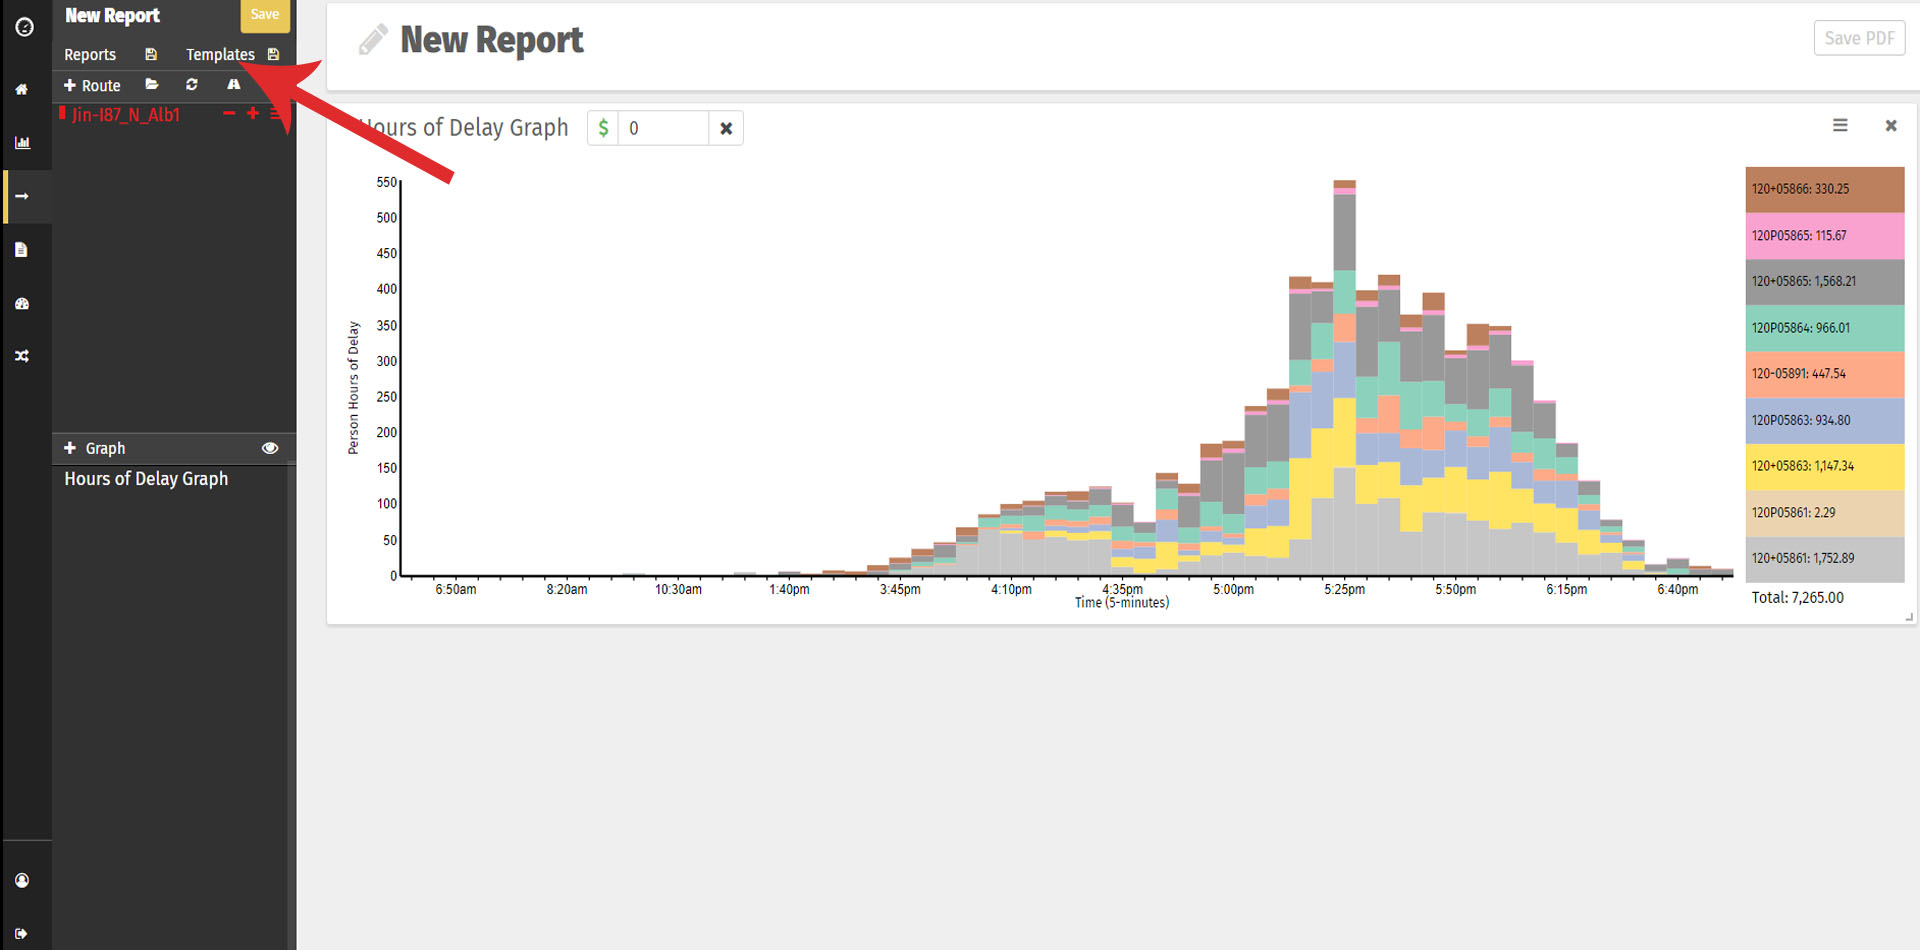 New Report
Save
Reports
Templates
+ Route
Jin-I87_N_Alb1
+ Graph
Hours of Delay Graph
New Report
Save PDF
Hours of Delay Graph
$ 0
Person Hours of Delay
550
500
450
400
350
300
250
200
150
100
50
0
6:50am 8:20am 10:30am 1:40pm 3:45pm 4:10pm 4:35pm 5:00pm 5:25pm 5:50pm 6:15pm 6:40pm
Time (5-minutes)
120+05866: 330.25
120P05865: 115.67
120+05865: 1,568.21
120P05864: 966.01
120-05891: 447.54
120P05863: 934.80
120+05863: 1,147.34
120P05861: 2.29
120+05861: 1,752.89
Total: 7,265.00